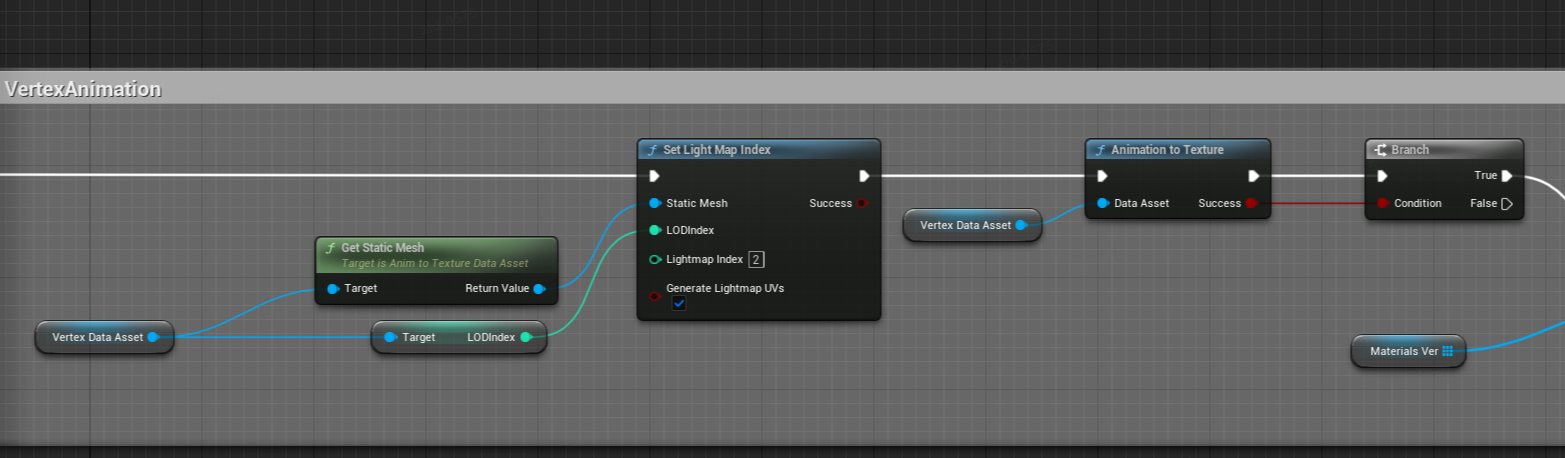 VertexAnimation
Set Light Map Index
Static Mesh
Success
LODIndex
Lightmap Index 2
Generate Lightmap UVs
Get Static Mesh
Target is Anim to Texture Data Asset
Target
Return Value
Vertex Data Asset
Target
LODIndex
Vertex Data Asset
Animation to Texture
Data Asset
Success
Branch
True
Condition
False
Materials Ver